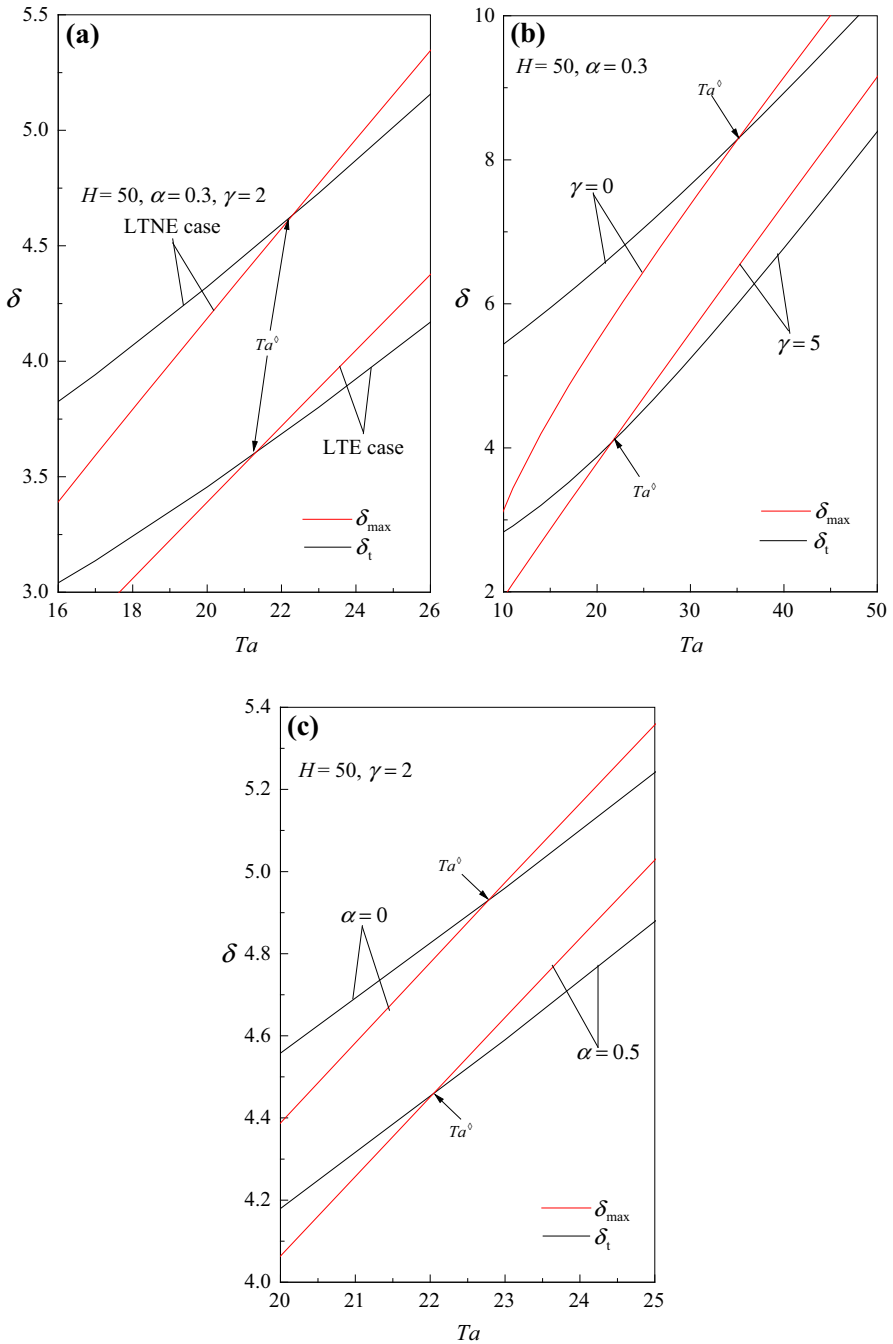 (a)
5.5
5.0
4.5
4.0
3.5
3.0
δ
H = 50, α = 0.3, γ = 2
LTNE case
Ta◊
LTE case
δmax
δt
16 18 20 22 24 26
Ta
(b)
10
8
6
4
2
δ
H = 50, α = 0.3
Ta◊
γ = 0
γ = 5
Ta◊
δmax
δt
10 20 30 40 50
Ta
(c)
5.4
5.2
5.0
4.8
4.6
4.4
4.2
4.0
δ
H = 50, γ = 2
Ta◊
α = 0
α = 0.5
Ta◊
δmax
δt
20 21 22 23 24 25
Ta